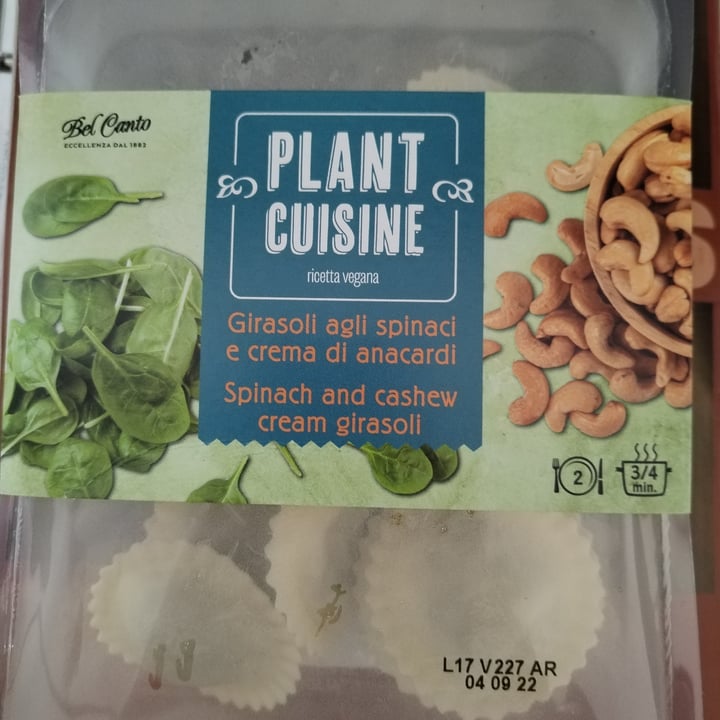 Bel Canto
ECCELLENZA DAL 1882
PLANT
CUISINE
ricetta vegana
Girasoli agli spinaci
e crema di anacardi
Spinach and cashew
cream girasoli
2
3/4
min.
L17 V227 AR
04 09 22